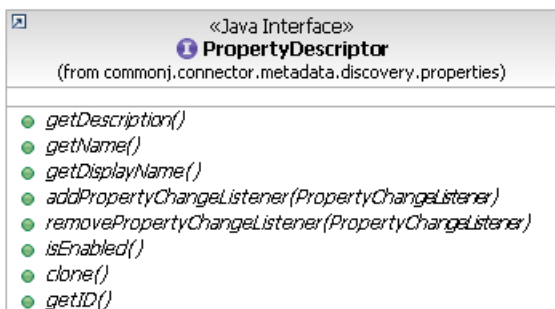 «Java Interface»
PropertyDescriptor
(from commonj.connector.metadata.discovery.properties)
getDescription()
getName()
getDisplayName()
addPropertyChangeListener(PropertyChangeListener)
removePropertyChangeListener(PropertyChangeListener)
isEnabled()
clone()
getID()